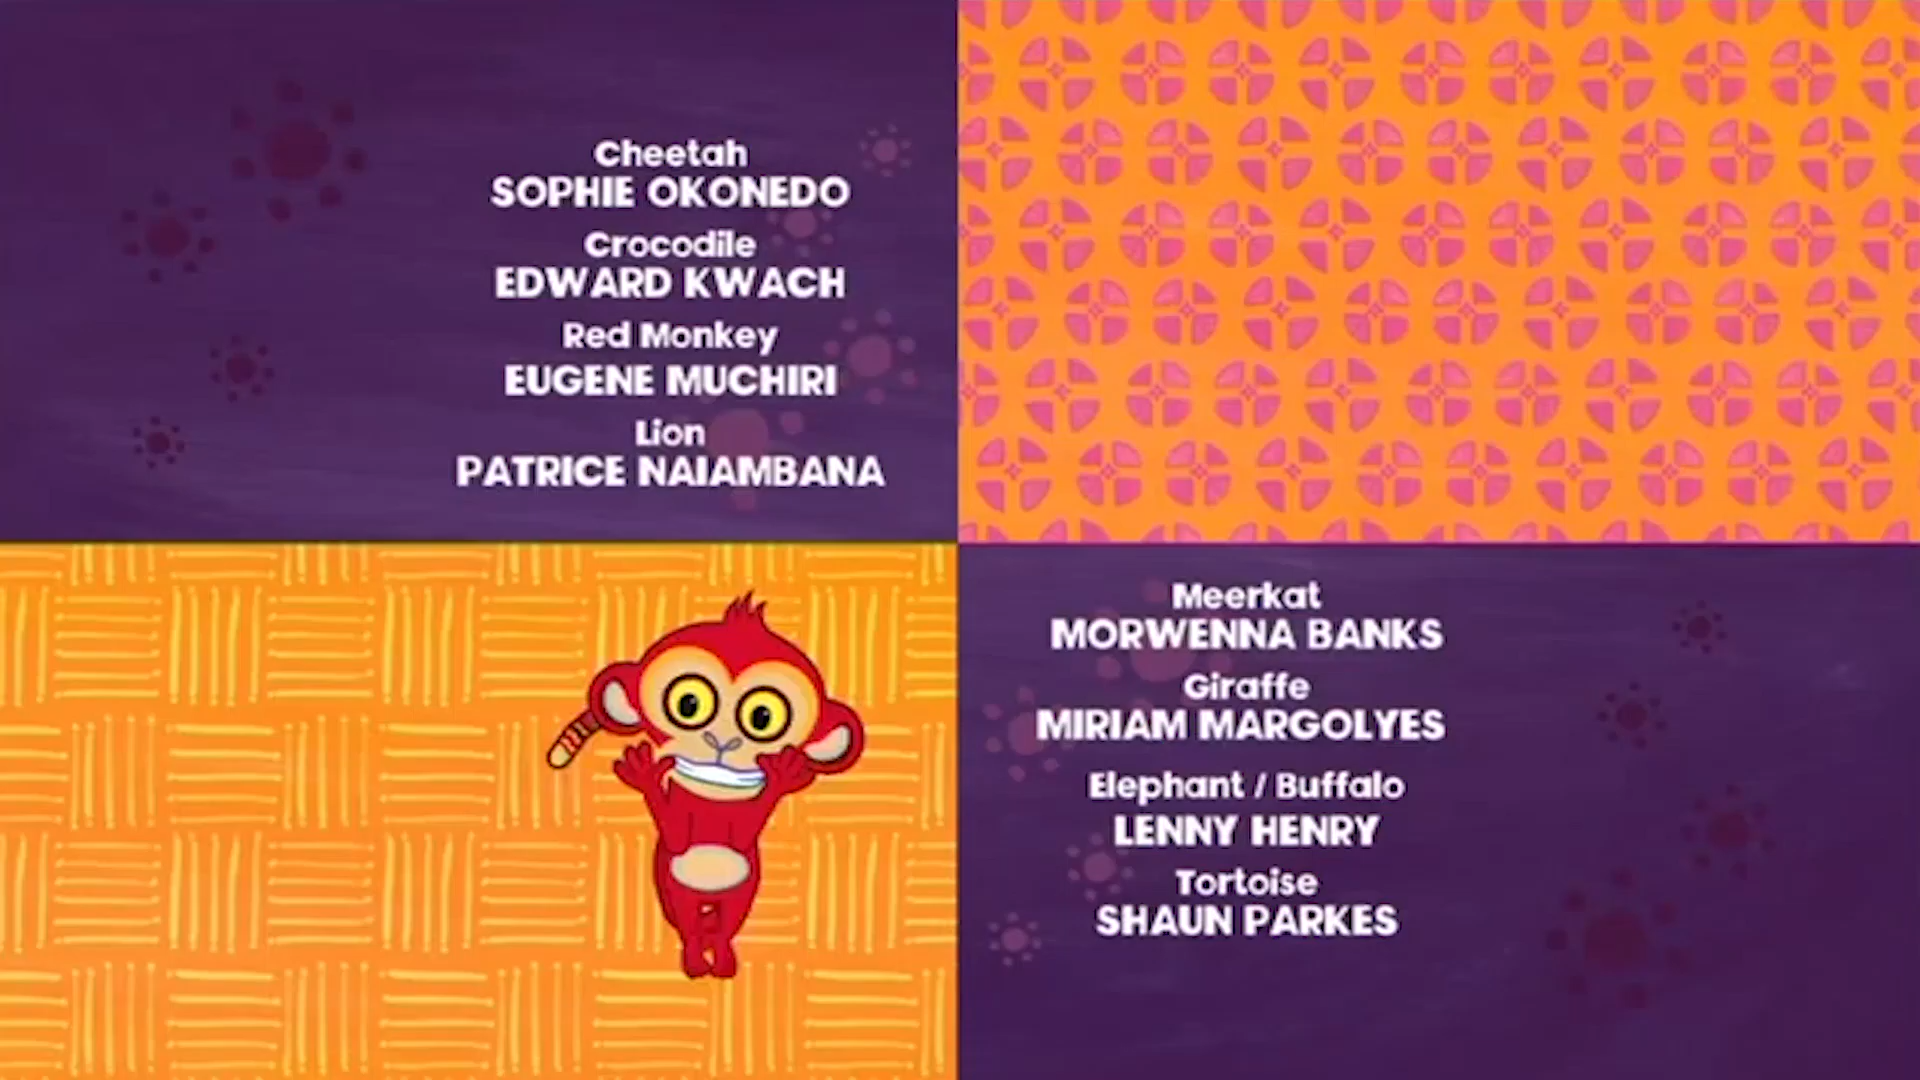 Cheetah
SOPHIE OKONEDO
Crocodile
EDWARD KWACH
Red Monkey
EUGENE MUCHIRI
Lion
PATRICE NAIAMBANA
Meerkat
MORWENNA BANKS
Giraffe
MIRIAM MARGOLYES
Elephant / Buffalo
LENNY HENRY
Tortoise
SHAUN PARKES